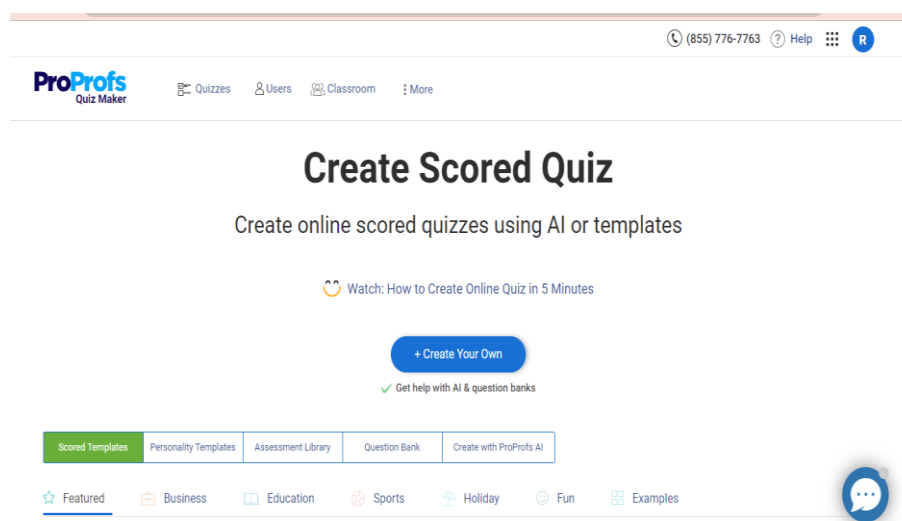 (855) 776-7763 ? Help R
ProProfs
Quiz Maker
Quizzes Users Classroom More
Create Scored Quiz
Create online scored quizzes using AI or templates
Watch: How to Create Online Quiz in 5 Minutes
+ Create Your Own
Get help with AI & question banks
Scored Templates Personality Templates Assessment Library Question Bank Create with ProProfs AI
Featured Business Education Sports Holiday Fun Examples